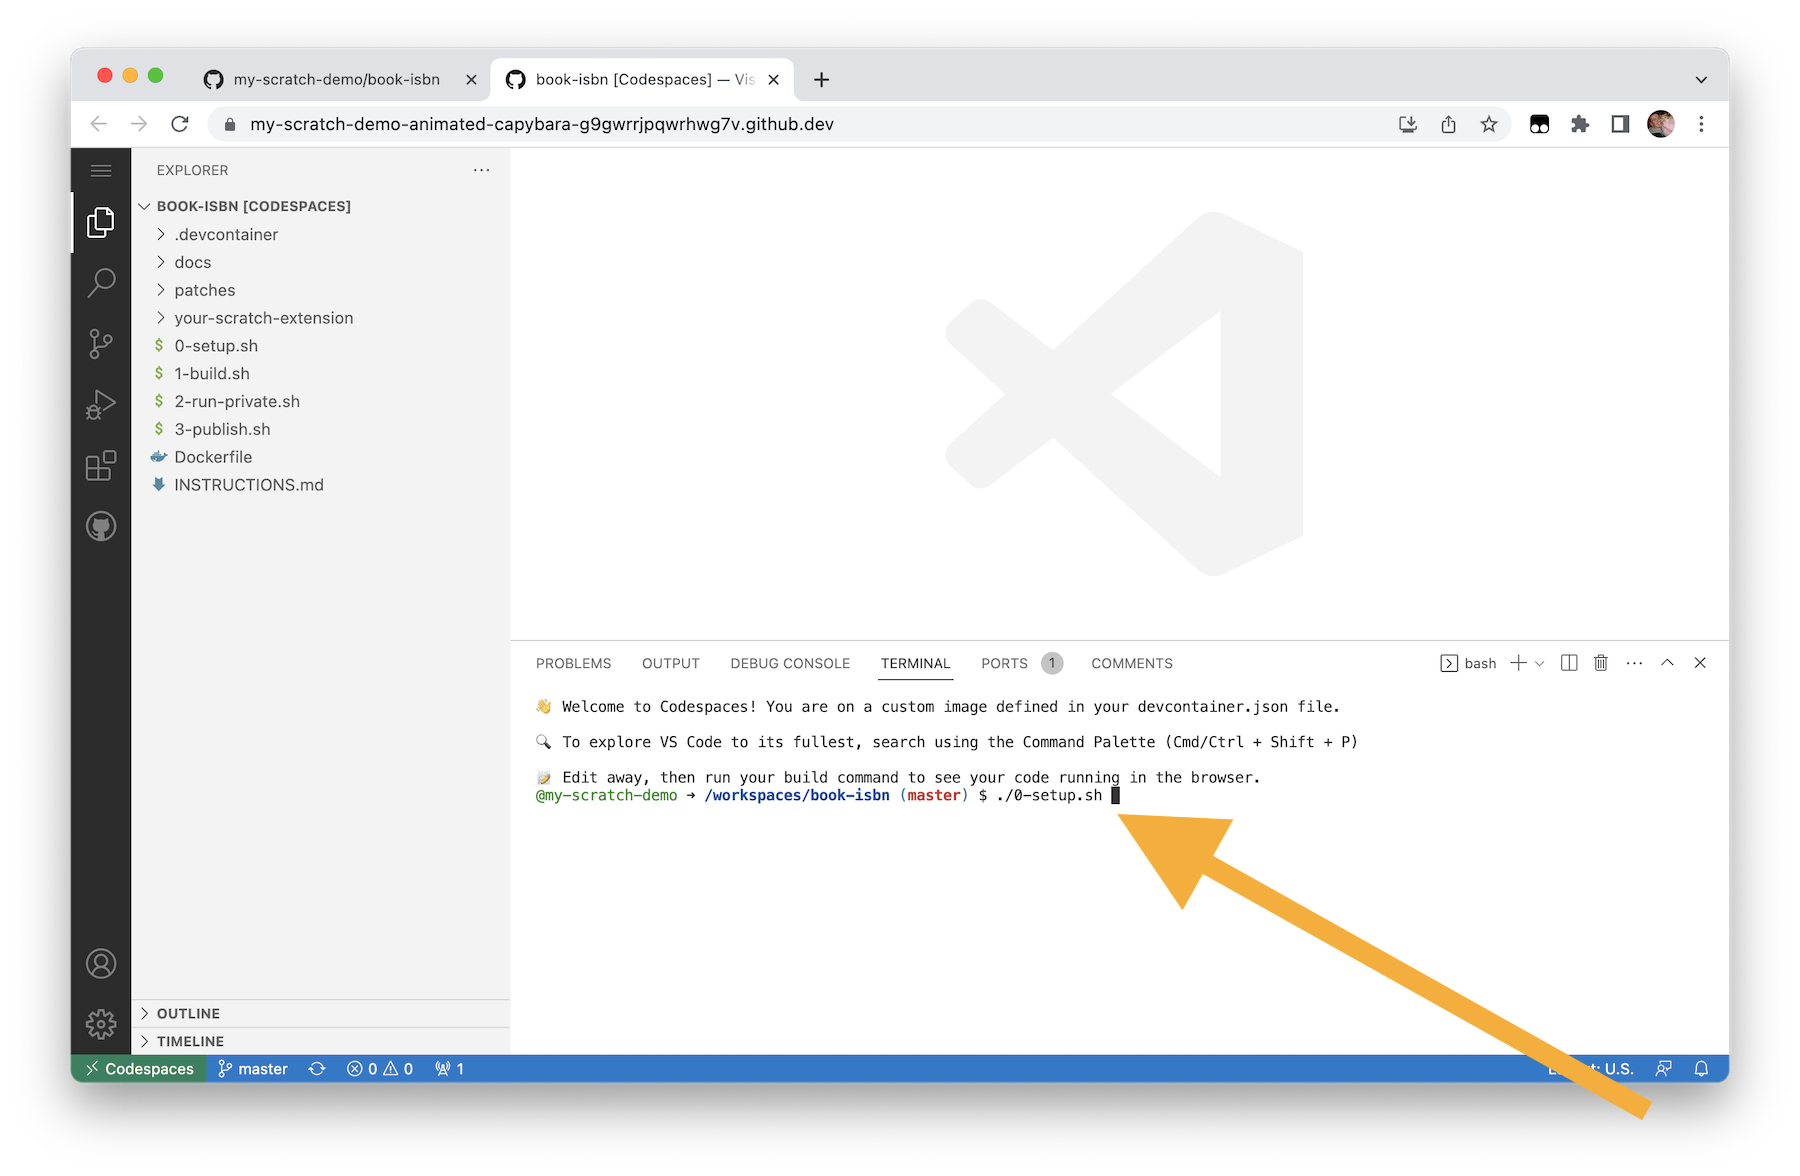 my-scratch-demo/book-isbn
book-isbn [Codespaces] — Vis
my-scratch-demo-animated-capybara-g9gwrrjpqwrhwg7v.github.dev
EXPLORER
BOOK-ISBN [CODESPACES]
.devcontainer
docs
patches
your-scratch-extension
$ 0-setup.sh
$ 1-build.sh
$ 2-run-private.sh
$ 3-publish.sh
Dockerfile
INSTRUCTIONS.md
OUTLINE
TIMELINE
PROBLEMS OUTPUT DEBUG CONSOLE TERMINAL PORTS 1 COMMENTS
bash
👋 Welcome to Codespaces! You are on a custom image defined in your devcontainer.json file.
🔍 To explore VS Code to its fullest, search using the Command Palette (Cmd/Ctrl + Shift + P)
📝 Edit away, then run your build command to see your code running in the browser.
@my-scratch-demo ➜ /workspaces/book-isbn (master) $ ./0-setup.sh
Codespaces master 0 0 1
U.S.